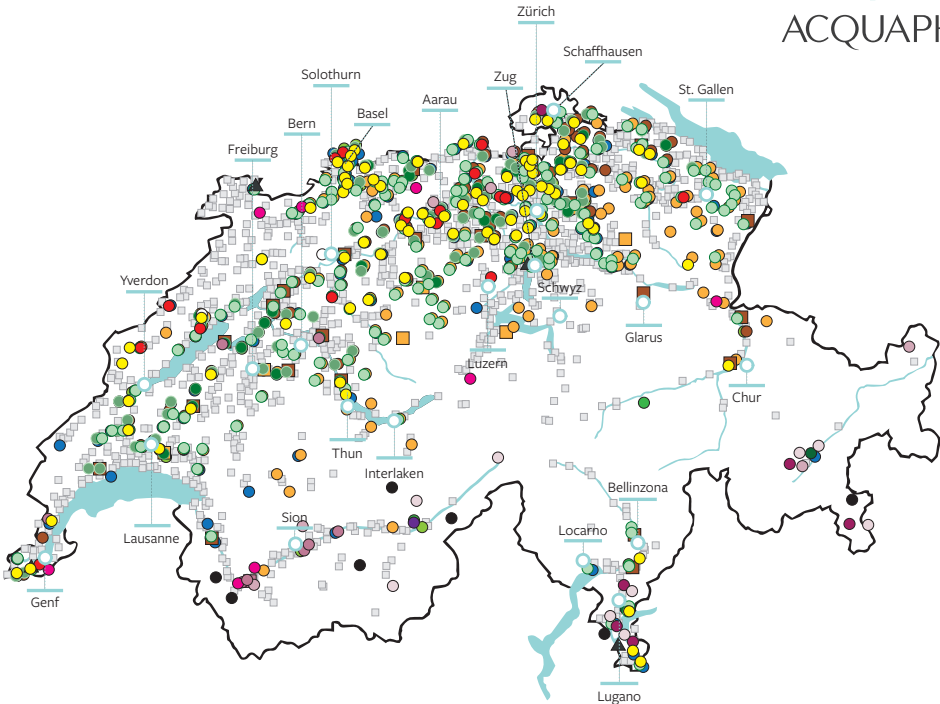 Zürich
ACQUAPH
Schaffhausen
Solothurn
Zug
St. Gallen
Aarau
Basel
Bern
Freiburg
Yverdon
Schwyz
Glarus
Luzern
Chur
Thun
Interlaken
Bellinzona
Sion
Locarno
Lausanne
Genf
Lugano